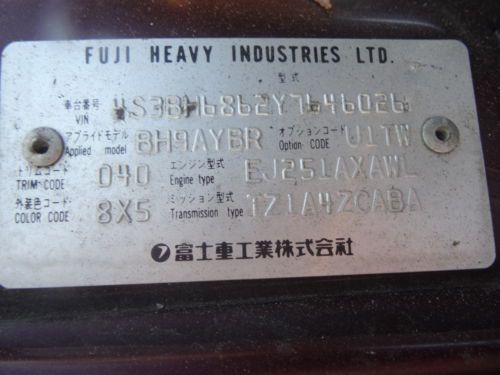 FUJI HEAVY INDUSTRIES LTD.
型式
車台番号 VIN 4S3BH6862Y7646026
アプライドモデル Applied model BH9AYBR オプションコード Option CODE U1TW
トリムコード TRIM CODE 040 エンジン型式 Engine type EJ251AXAWL
外装色コード COLOR CODE 8X5 ミッション型式 Transmission type TZ1A4ZCABA
富士重工業株式会社